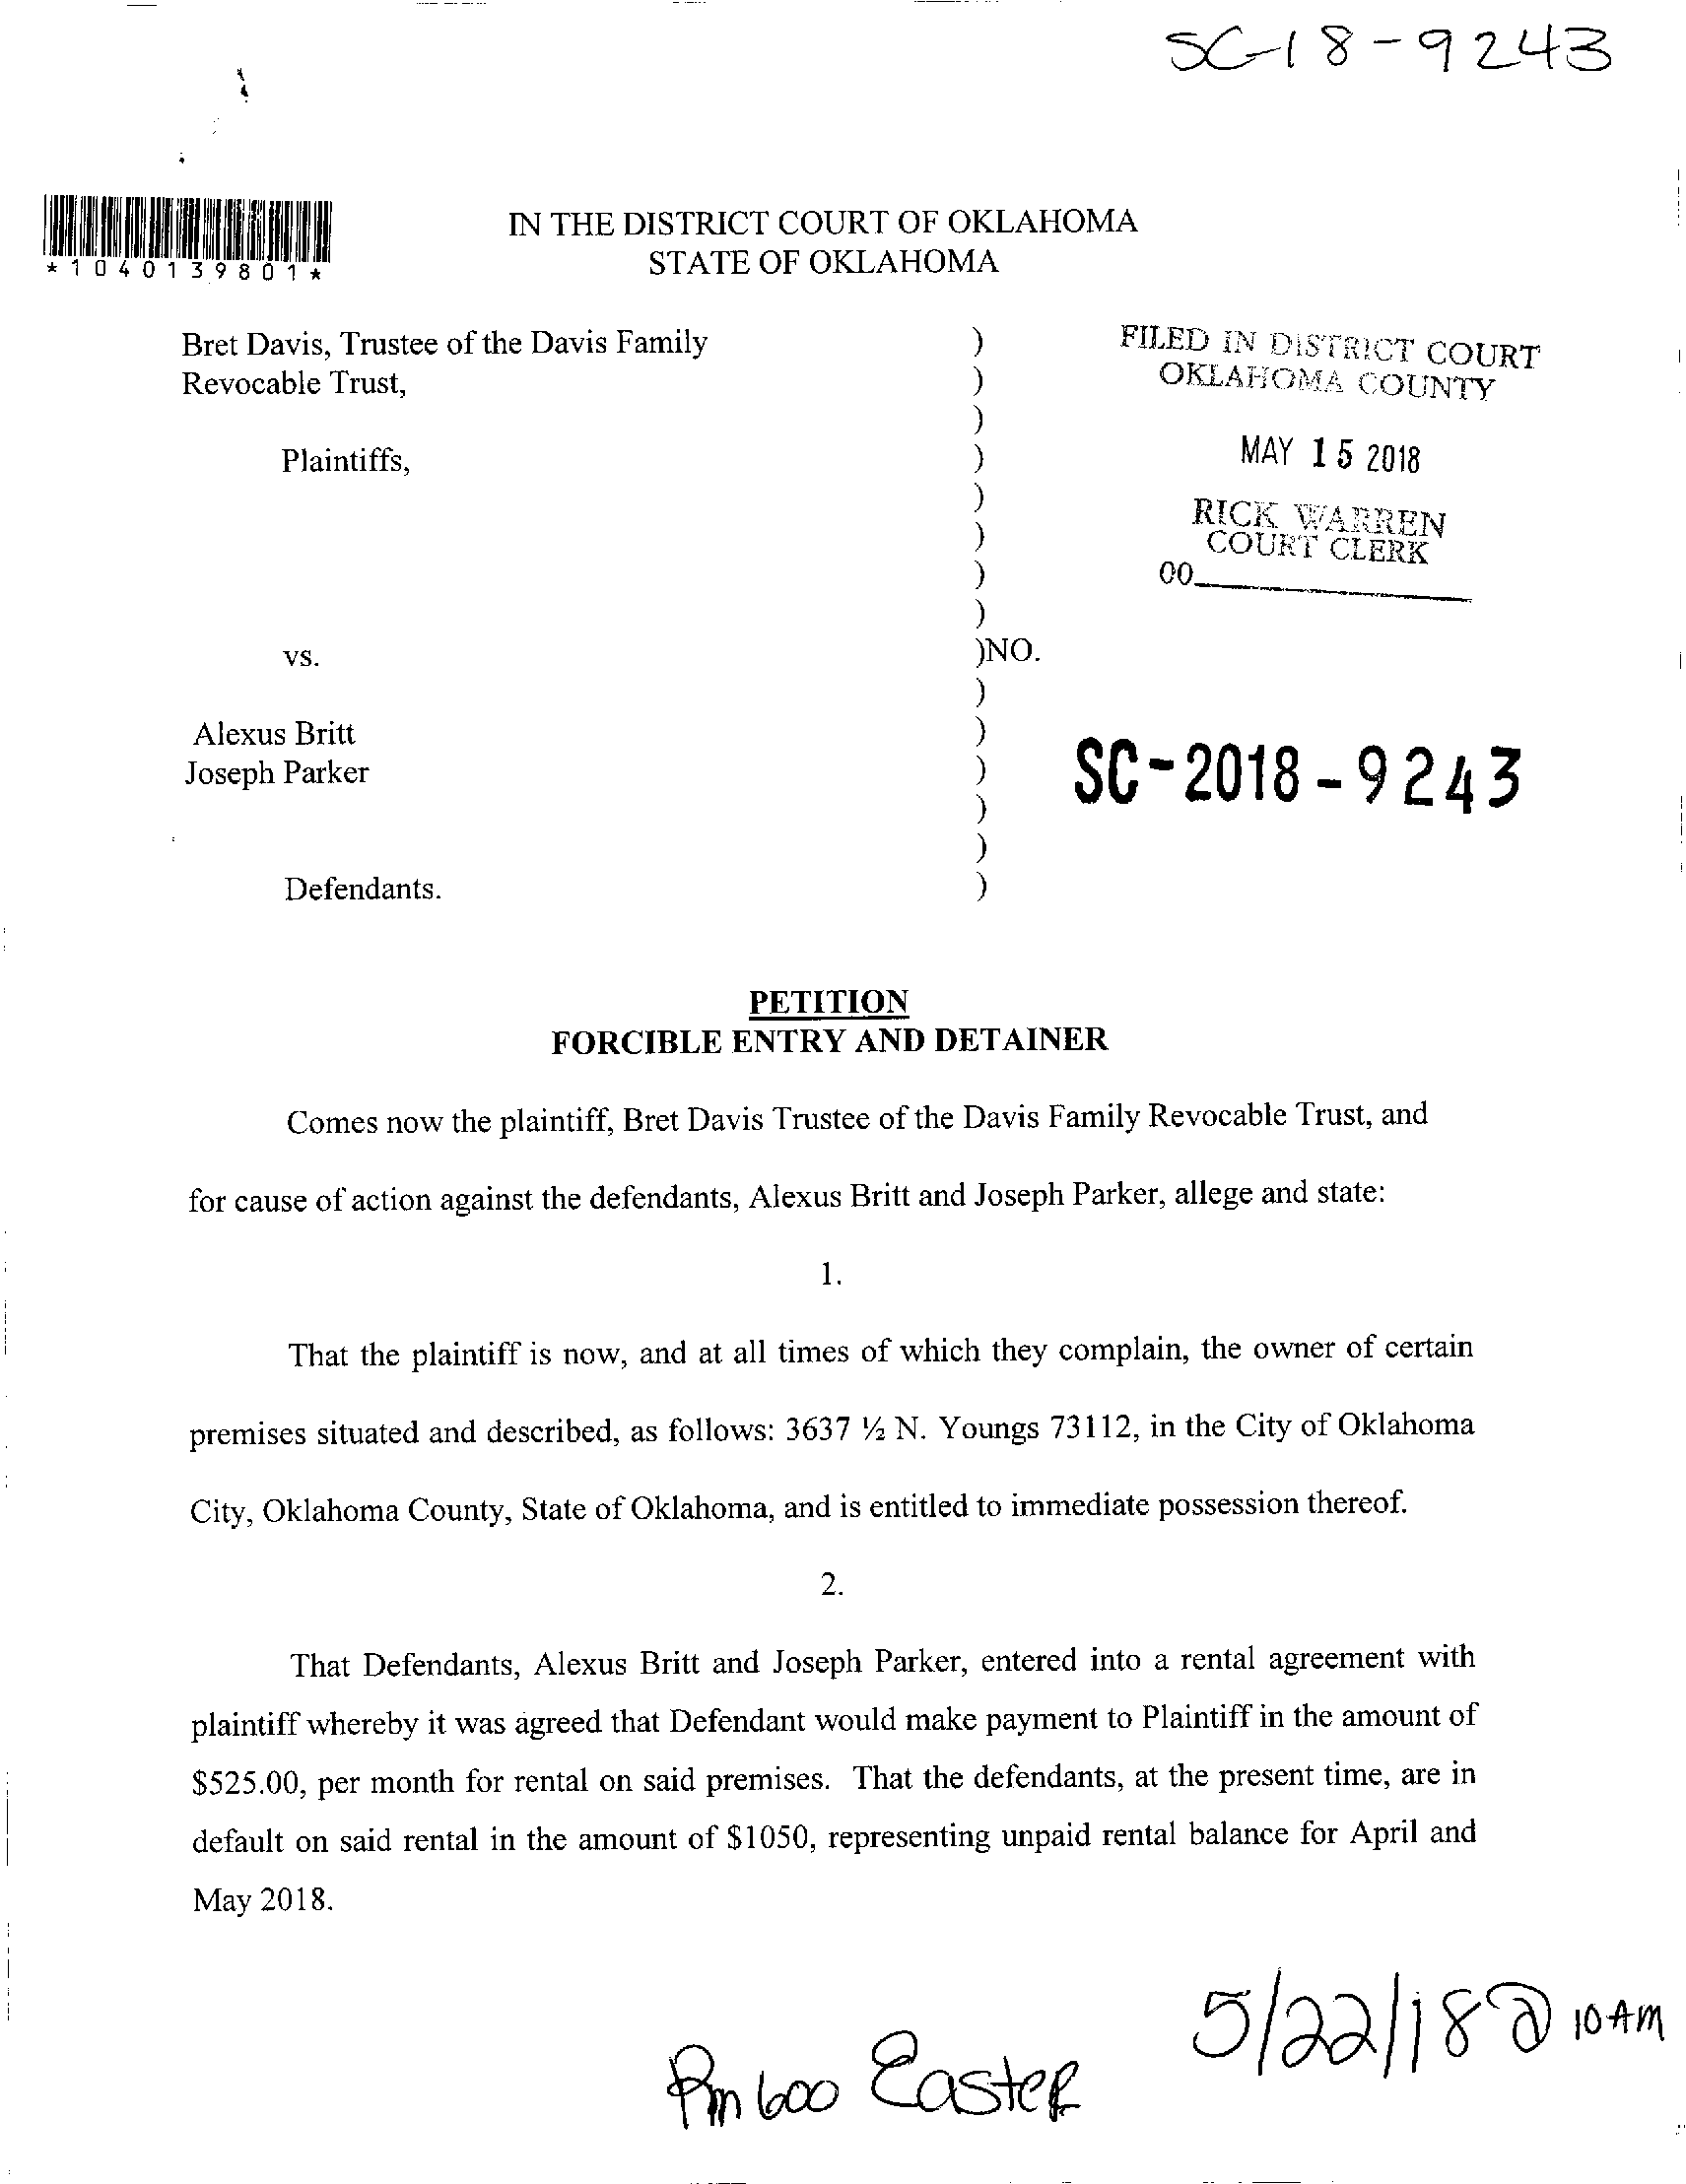 SC-18-9243
*1040139801*
IN THE DISTRICT COURT OF OKLAHOMA
STATE OF OKLAHOMA
Bret Davis, Trustee of the Davis Family )
Revocable Trust, )
)
Plaintiffs, )
)
)
)
)
vs. )NO.
)
Alexus Britt )
Joseph Parker )
)
)
Defendants. )
FILED IN DISTRICT COURT
OKLAHOMA COUNTY
MAY 15 2018
RICK WARREN
COURT CLERK
00
SC-2018-9243
PETITION
FORCIBLE ENTRY AND DETAINER
Comes now the plaintiff, Bret Davis Trustee of the Davis Family Revocable Trust, and
for cause of action against the defendants, Alexus Britt and Joseph Parker, allege and state:
1.
That the plaintiff is now, and at all times of which they complain, the owner of certain
premises situated and described, as follows: 3637 ½ N. Youngs 73112, in the City of Oklahoma
City, Oklahoma County, State of Oklahoma, and is entitled to immediate possession thereof.
2.
That Defendants, Alexus Britt and Joseph Parker, entered into a rental agreement with
plaintiff whereby it was agreed that Defendant would make payment to Plaintiff in the amount of
$525.00, per month for rental on said premises. That the defendants, at the present time, are in
default on said rental in the amount of $1050, representing unpaid rental balance for April and
May 2018.
5/22/18 @ 10 AM
Rm 600 Easter